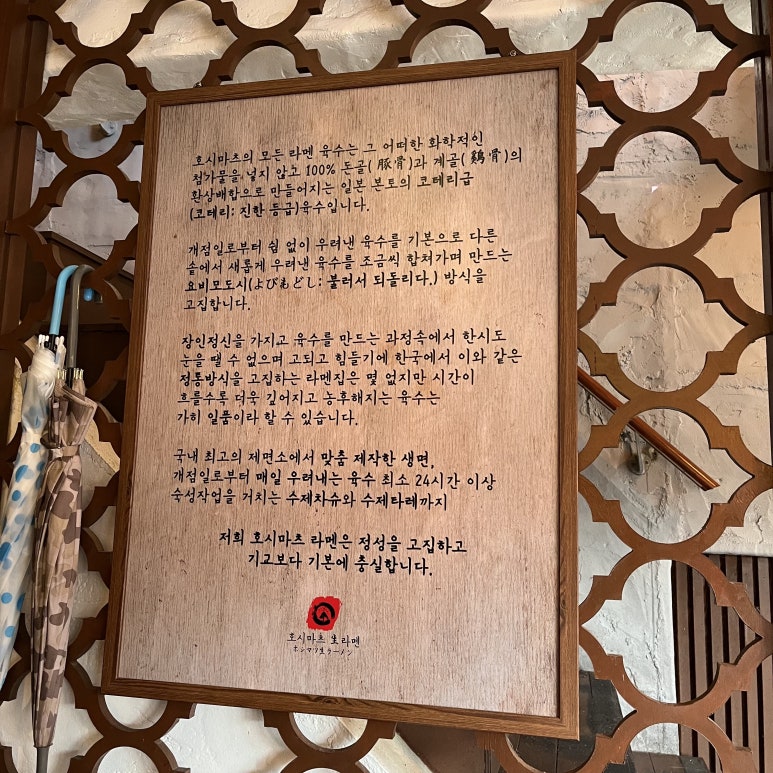 호시마츠의 모든 라멘 육수는 그 어떠한 화학적인
첨가물을 넣지 않고 100% 돈골( 豚骨)과 계골( 鷄骨)의
환상배합으로 만들어지는 일본 본토의 코테리급
(코테리: 진한 등급)육수입니다.
개점일로부터 쉼 없이 우려낸 육수를 기본으로 다른
솥에서 새롭게 우려낸 육수를 조금씩 합쳐가며 만드는
요비모도시(よびもどし: 불러서 되돌리다.) 방식을
고집합니다.
장인정신을 가지고 육수를 만드는 과정속에서 한시도
눈을 뗄 수 없으며 고되고 힘들기에 한국에서 이와 같은
정통방식을 고집하는 라멘집은 몇 없지만 시간이
흐를수록 더욱 깊어지고 농후해지는 육수는
가히 일품이라 할 수 있습니다.
국내 최고의 제면소에서 맞춤 제작한 생면,
개점일로부터 매일 우려내는 육수 최소 24시간 이상
숙성작업을 거치는 수제차슈와 수제타레까지
저희 호시마츠 라멘은 정성을 고집하고
기교보다 기본에 충실합니다.
호시마츠 生라멘
ホシマツ生ラーメン